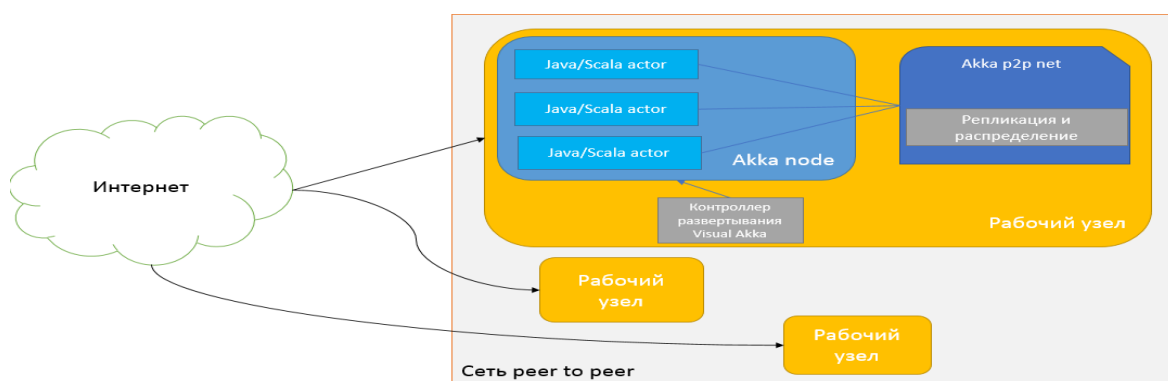 Java/Scala actor
Akka p2p net
Java/Scala actor
Репликация и
распределение
Java/Scala actor
Akka node
Интернет
Контроллер
развертывания
Visual Akka
Рабочий узел
Рабочий
узел
Рабочий
узел
Сеть peer to peer